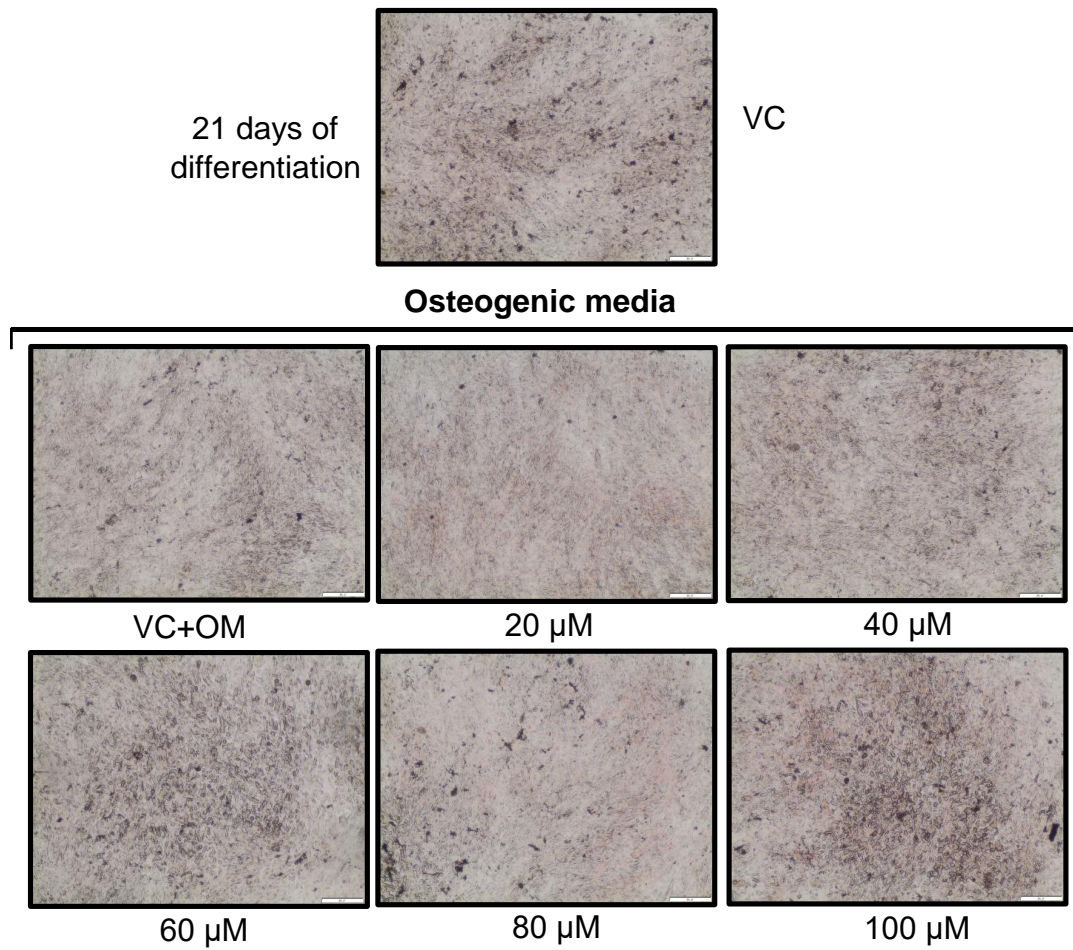 21 days of
differentiation
VC
Osteogenic media
VC+OM
20 µM
40 µM
60 µM
80 µM
100 µM